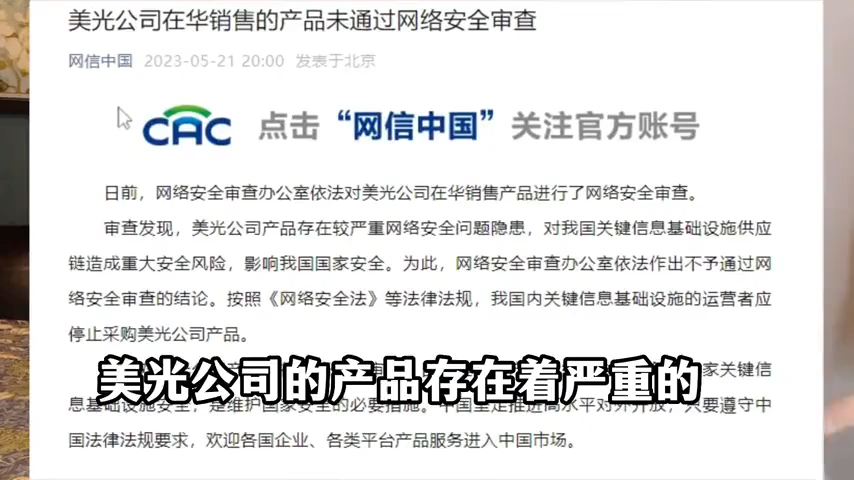 美光公司在华销售的产品未通过网络安全审查
网信中国 2023-05-21 20:00 发表于北京
CAC 点击“网信中国”关注官方账号
日前，网络安全审查办公室依法对美光公司在华销售产品进行了网络安全审查。
审查发现，美光公司产品存在较严重网络安全问题隐患，对我国关键信息基础设施供应
链造成重大安全风险，影响我国国家安全。为此，网络安全审查办公室依法作出不予通过网
络安全审查的结论。按照《网络安全法》等法律法规，我国内关键信息基础设施的运营者应
停止采购美光公司产品。
家关键信
美光公司的产品存在着严重的
息基础设施安全，是维护国家安全的必要措施。中国坚定推进高水平对外开放，只要遵守中
国法律法规要求，欢迎各国企业、各类平台产品服务进入中国市场。